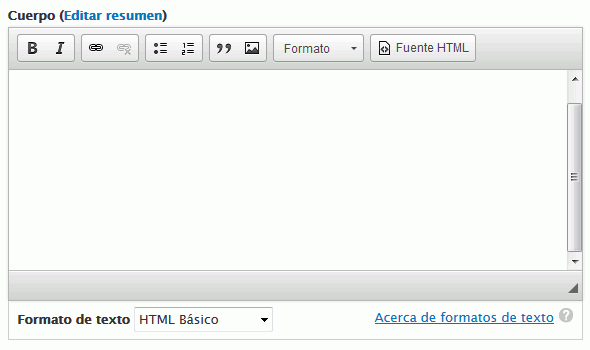 Cuerpo (Editar resumen)
B I Formato Fuente HTML
Formato de texto HTML Básico Acerca de formatos de texto ?